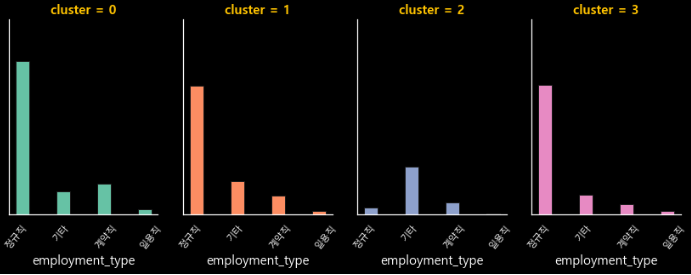 cluster = 0
cluster = 1
cluster = 2
cluster = 3
정규직 기타 계약직 일용직
정규직 기타 계약직 일용직
정규직 기타 계약직 일용직
정규직 기타 계약직 일용직
employment_type
employment_type
employment_type
employment_type